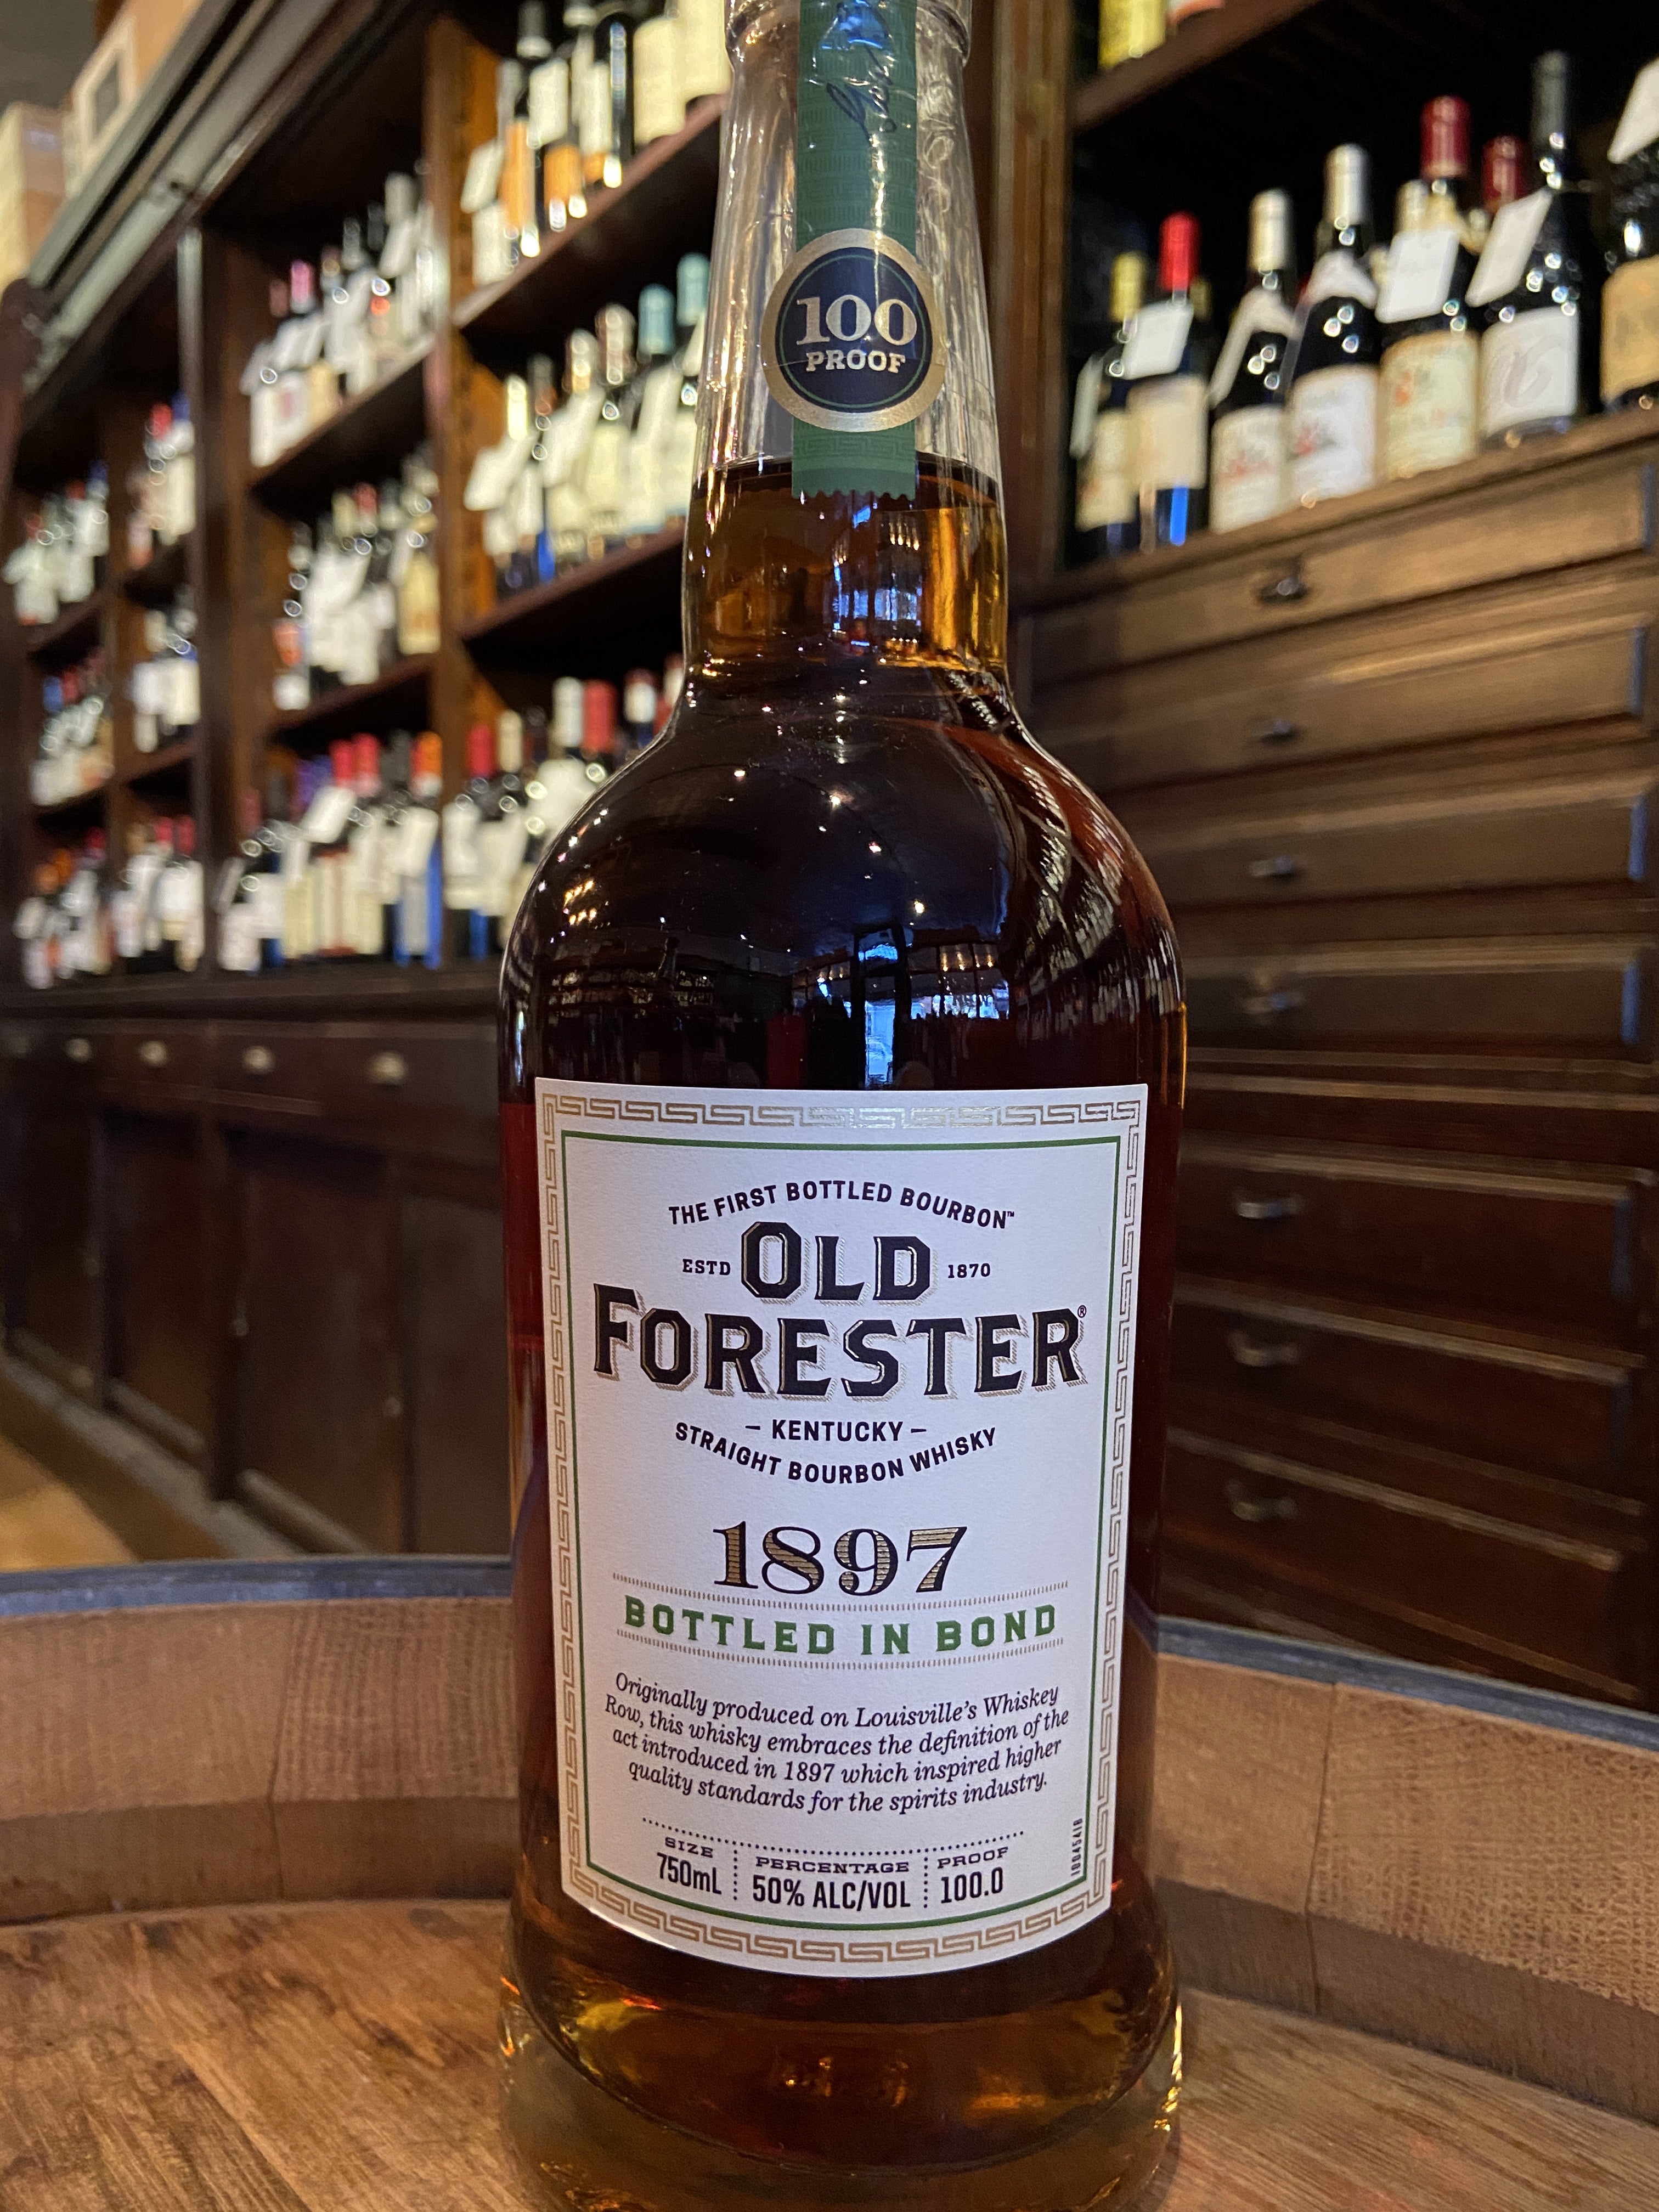 100
PROOF
THE FIRST BOTTLED BOURBON™
ESTD OLD 1870
FORESTER®
– KENTUCKY –
STRAIGHT BOURBON WHISKY
1897
BOTTLED IN BOND
Originally produced on Louisville's Whiskey
Row, this whisky embraces the definition of the
act introduced in 1897 which inspired higher
quality standards for the spirits industry.
SIZE PERCENTAGE PROOF
750mL 50% ALC/VOL 100.0